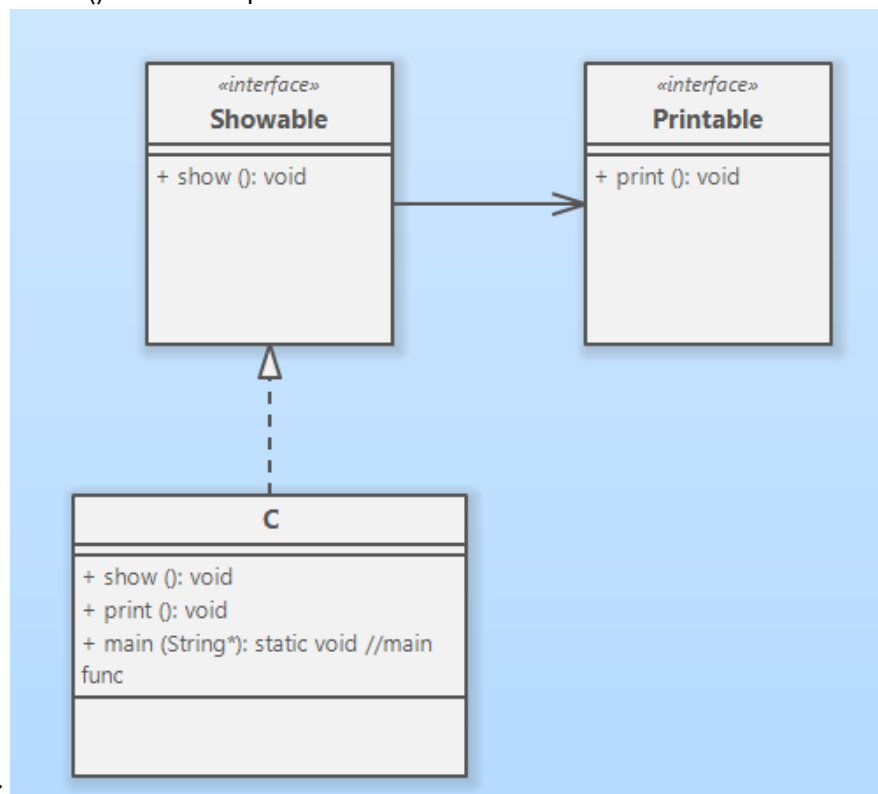 ()
«interface»
Showable
+ show (): void
«interface»
Printable
+ print (): void
C
+ show (): void
+ print (): void
+ main (String*): static void //main
func
.